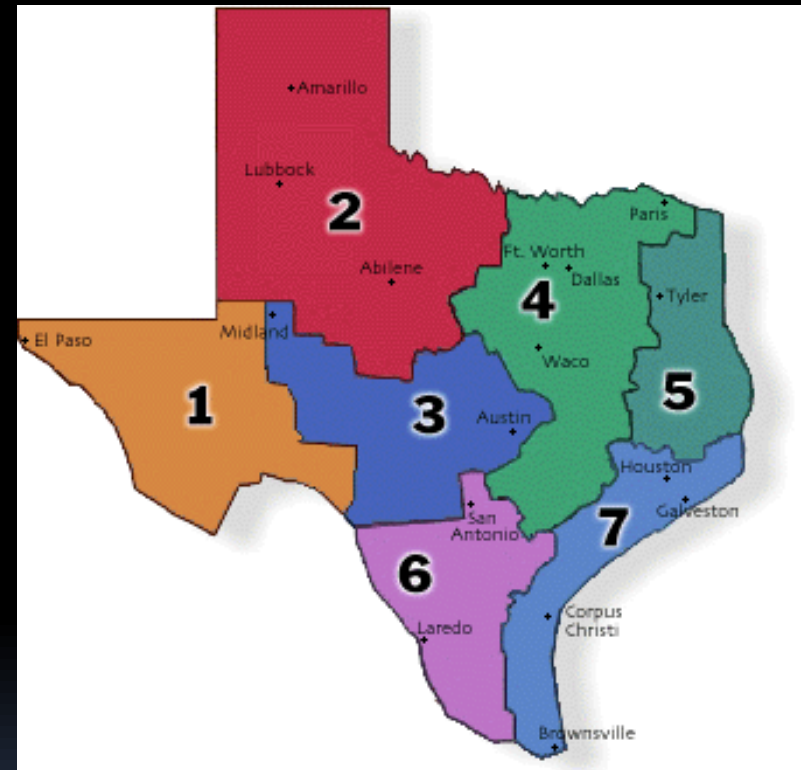 Amarillo
Lubbock
2
Paris
Ft. Worth
Abilene
Dallas
4
Tyler
Midland
El Paso
Waco
1
3
5
Austin
Houston
San
Antonio
Galveston
7
6
Corpus
Christi
Laredo
Brownsville